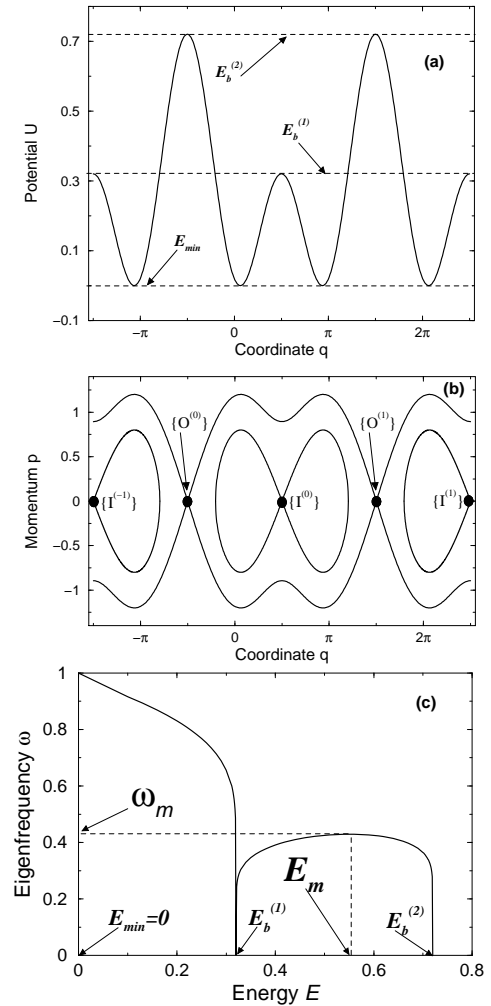 0.7
0.5
0.3
0.1
−0.1
−π
0
π
2π
Potential U
Coordinate q
(a)
E_b^(2)
E_b^(1)
E_min
(b)
1
0.5
0
−0.5
−1
−π
0
π
2π
Momentum p
Coordinate q
{O^(0)}
{O^(1)}
{I^(−1)}
{I^(0)}
{I^(1)}
(c)
1
0.8
0.6
0.4
0.2
0
0
0.2
0.4
0.6
0.8
Eigenfrequency ω
Energy E
ω_m
E_m
E_min=0
E_b^(1)
E_b^(2)